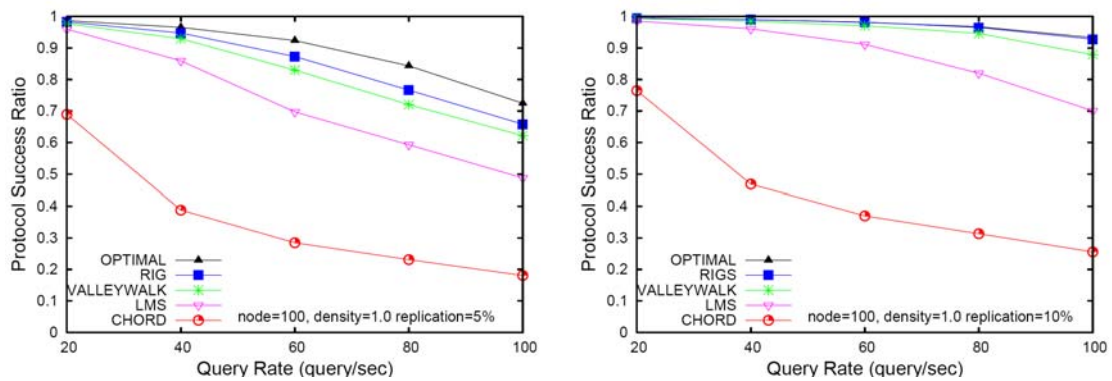 Protocol Success Ratio
1
0.9
0.8
0.7
0.6
0.5
0.4
0.3
0.2
0.1
0
OPTIMAL
RIG
VALLEYWALK
LMS
CHORD
node=100, density=1.0 replication=5%
20 40 60 80 100
Query Rate (query/sec)
Protocol Success Ratio
1
0.9
0.8
0.7
0.6
0.5
0.4
0.3
0.2
0.1
0
OPTIMAL
RIGS
VALLEYWALK
LMS
CHORD
node=100, density=1.0 replication=10%
20 40 60 80 100
Query Rate (query/sec)